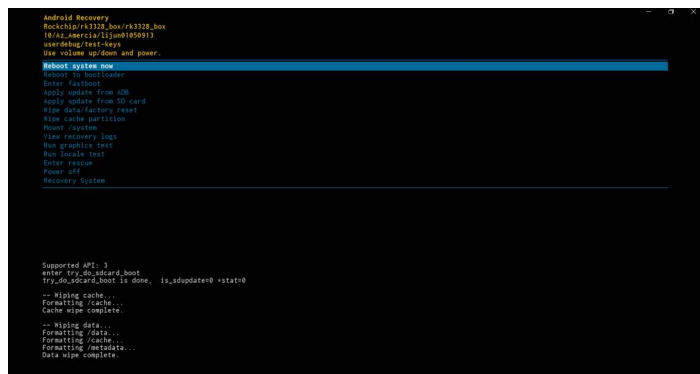 Android Recovery
Rockchip/rk3328_box/rk3328_box
10/Az_Amercia/lijun01050913
userdebug/test-keys
Use volume up/down and power.
Reboot system now
Reboot to bootloader
Enter fastboot
Apply update from ADB
Apply update from SD card
Wipe data/factory reset
Wipe cache partition
Mount /system
View recovery logs
Run graphics test
Run locale test
Enter rescue
Power off
Recovery System
Supported API: 3
enter try_do_sdcard_boot
try_do_sdcard_boot is done, is_sdupdate=0 *stat=0
-- Wiping cache...
Formatting /cache...
Cache wipe complete.
-- Wiping data...
Formatting /data...
Formatting /cache...
Formatting /metadata...
Data wipe complete.